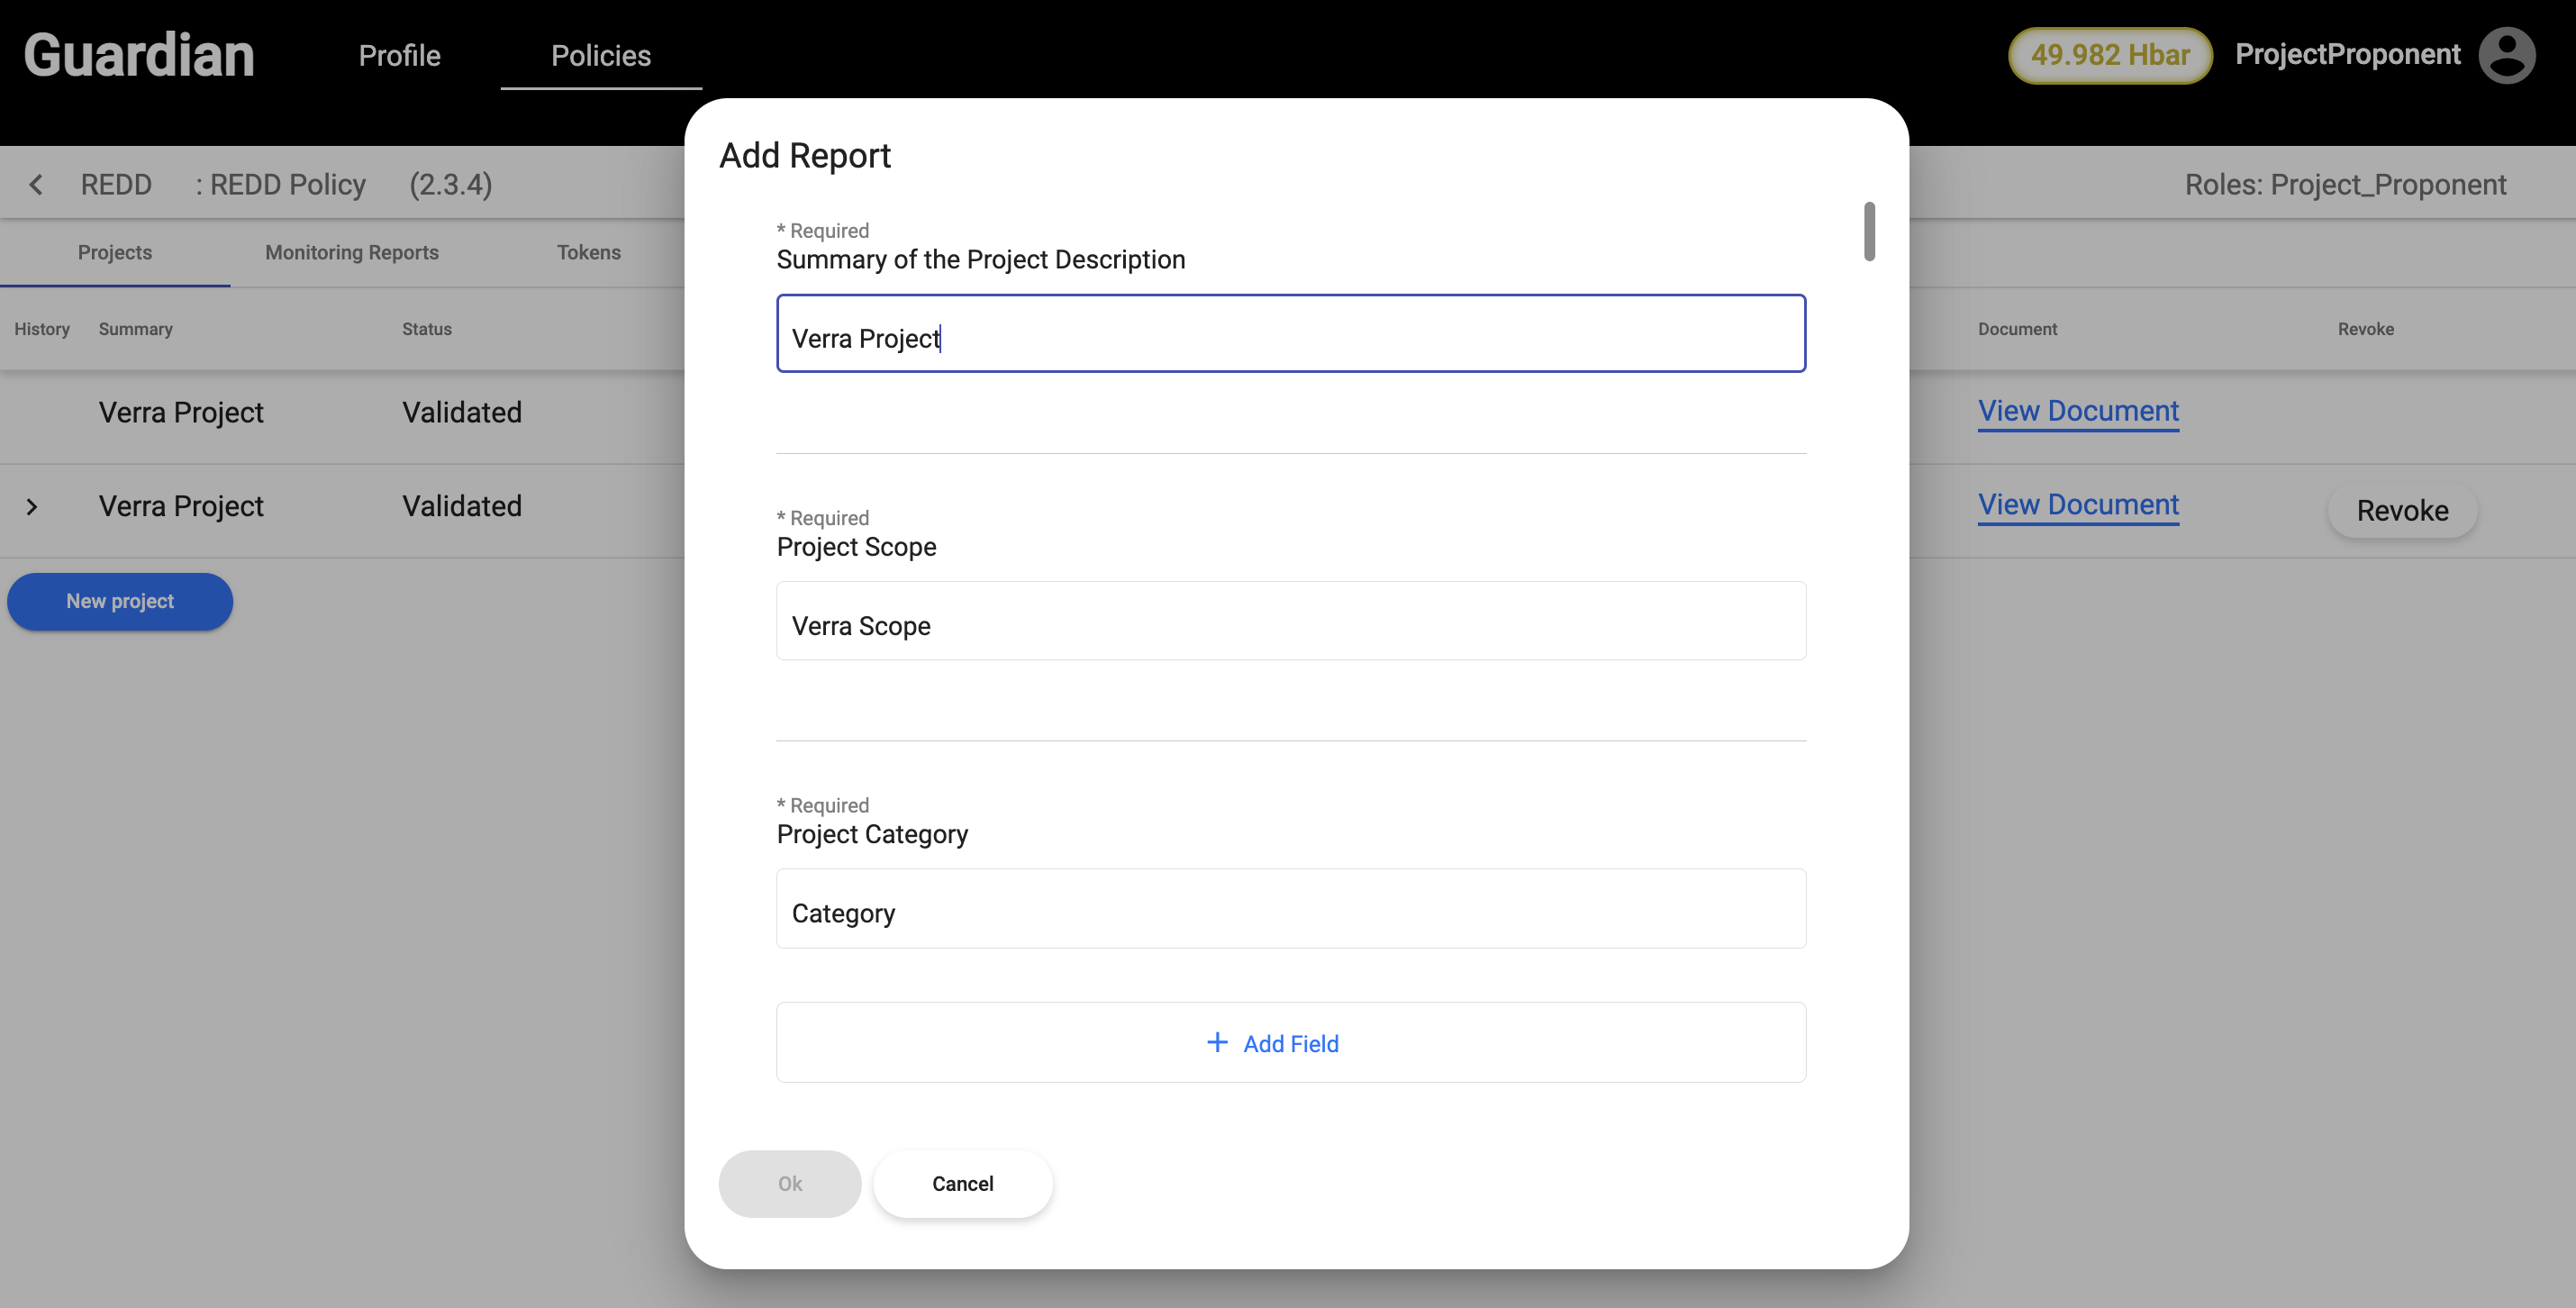 Guardian Profile Policies 49.982 Hbar ProjectProponent
REDD : REDD Policy (2.3.4) Roles: Project_Proponent
Projects Monitoring Reports Tokens
History Summary Status Document Revoke
Verra Project Validated View Document
Verra Project Validated View Document Revoke
New project
Add Report
* Required
Summary of the Project Description
Verra Project
* Required
Project Scope
Verra Scope
* Required
Project Category
Category
+ Add Field
Ok Cancel